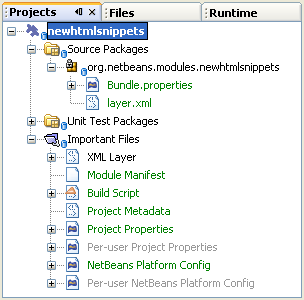 Projects Files Runtime
newhtmlsnippets
Source Packages
org.netbeans.modules.newhtmlsnippets
Bundle.properties
layer.xml
Unit Test Packages
Important Files
XML Layer
Module Manifest
Build Script
Project Metadata
Project Properties
Per-user Project Properties
NetBeans Platform Config
Per-user NetBeans Platform Config